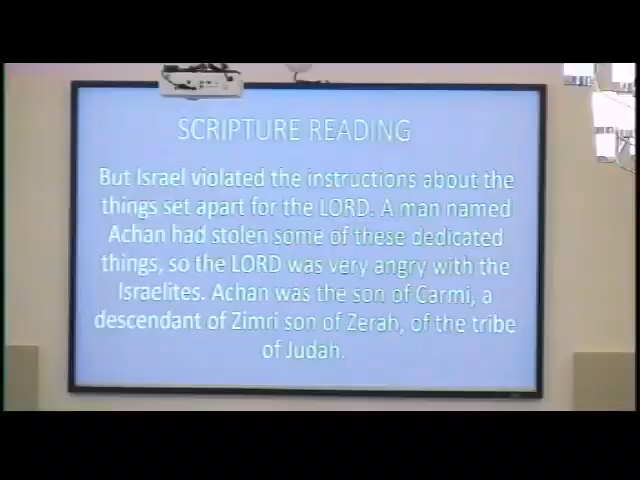 SCRIPTURE READING
But Israel violated the instructions about the
things set apart for the LORD. A man named
Achan had stolen some of these dedicated
things, so the LORD was very angry with the
Israelites. Achan was the son of Carmi, a
descendant of Zimri son of Zerah, of the tribe
of Judah.